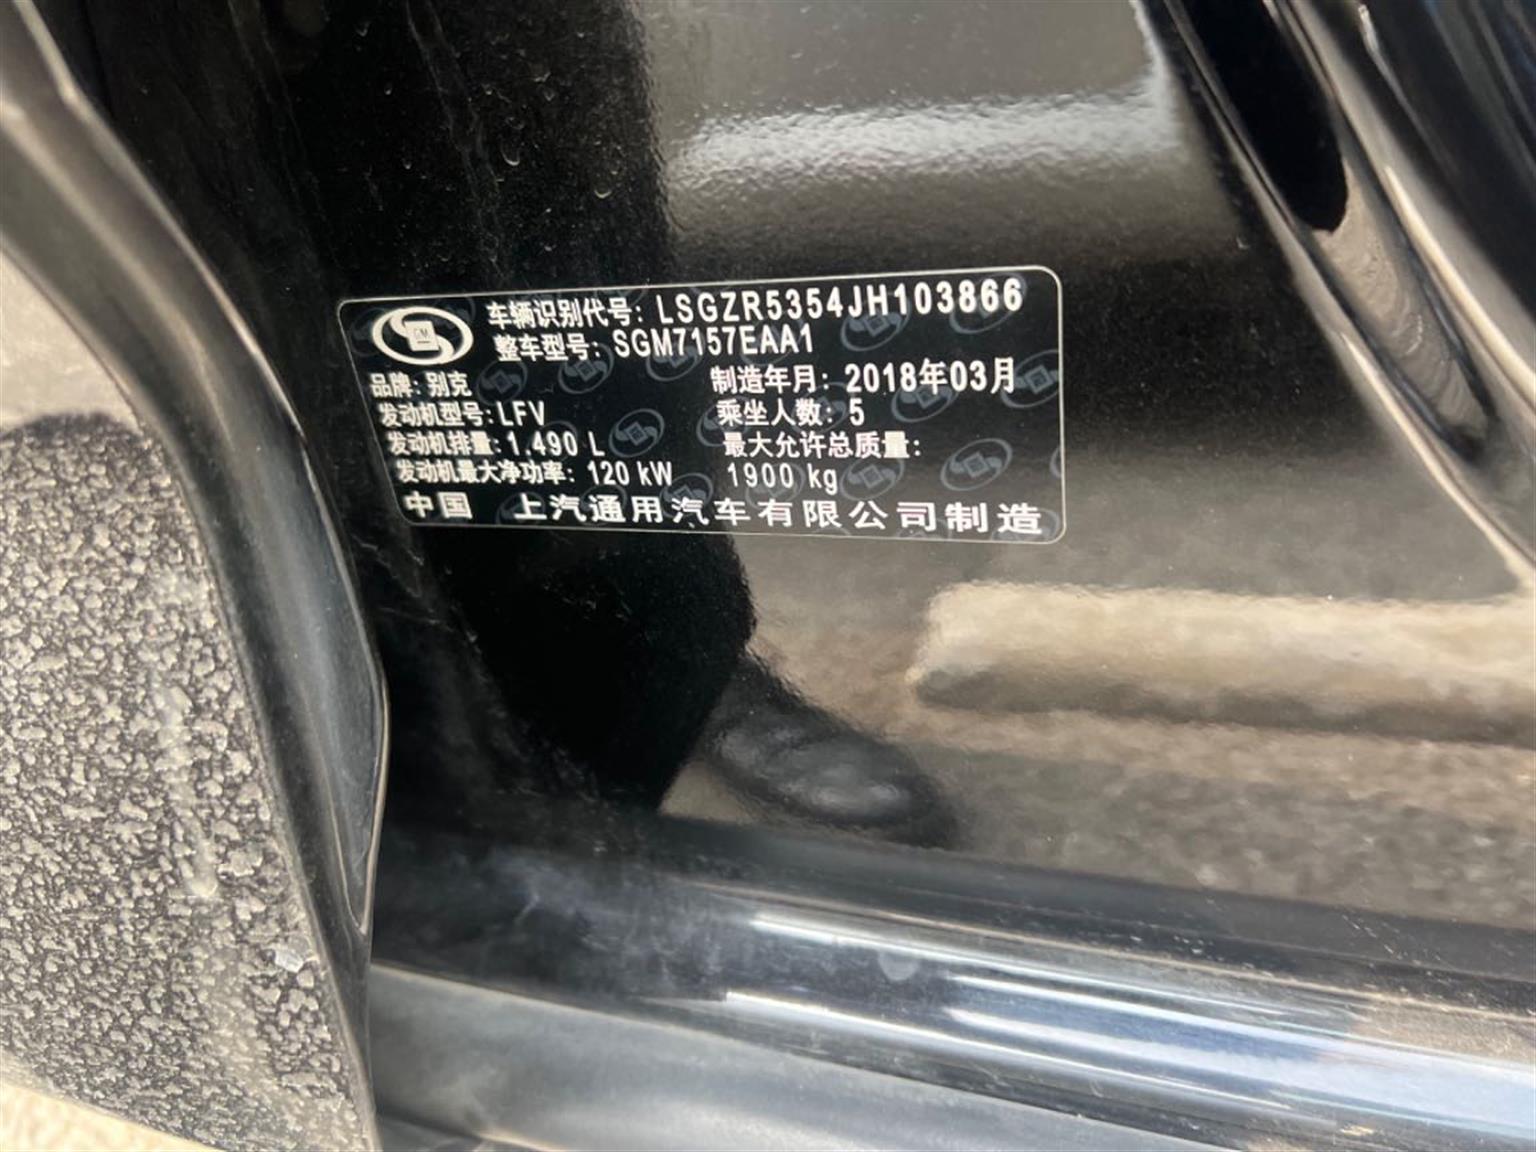 车辆识别代号: LSGZR5354JH103866
整车型号: SGM7157EAA1
品牌: 别克
制造年月: 2018年03月
发动机型号: LFV
乘坐人数: 5
发动机排量: 1.490 L
最大允许总质量:
发动机最大净功率: 120 kW
1900 kg
中国 上汽通用汽车有限公司制造
GM